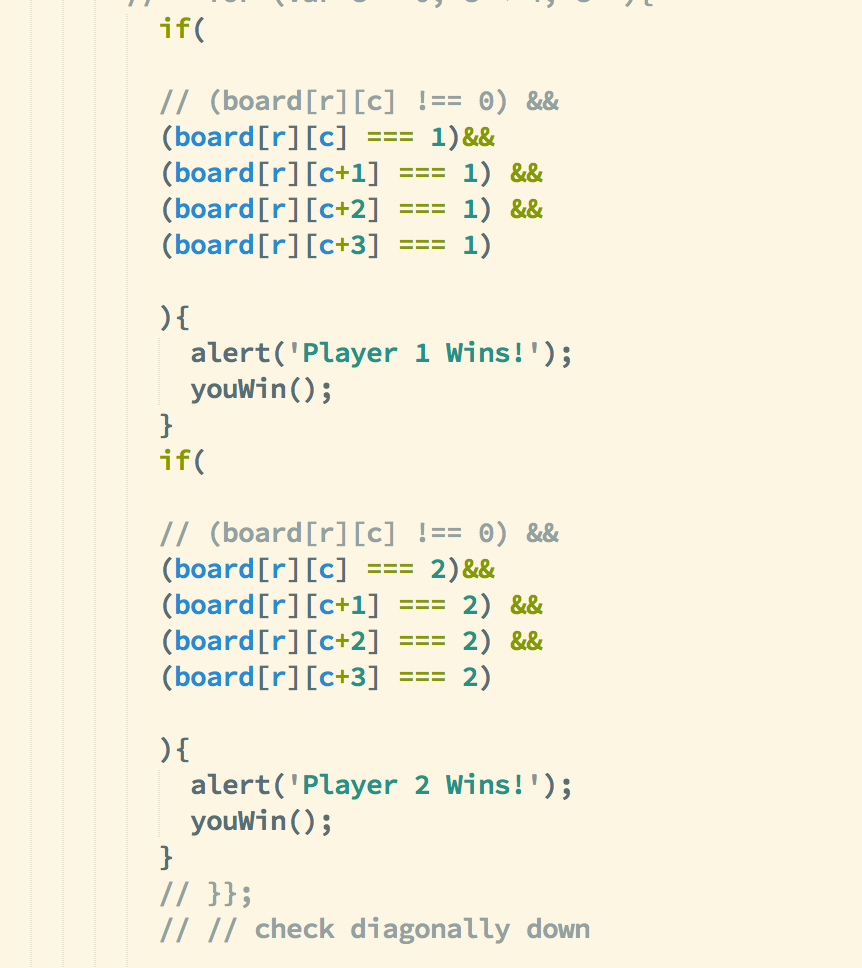 if(
// (board[r][c] !== 0) &&
(board[r][c] === 1)&&
(board[r][c+1] === 1) &&
(board[r][c+2] === 1) &&
(board[r][c+3] === 1)
){
alert('Player 1 Wins!');
youWin();
}
if(
// (board[r][c] !== 0) &&
(board[r][c] === 2)&&
(board[r][c+1] === 2) &&
(board[r][c+2] === 2) &&
(board[r][c+3] === 2)
){
alert('Player 2 Wins!');
youWin();
}
// }};
// // check diagonally down